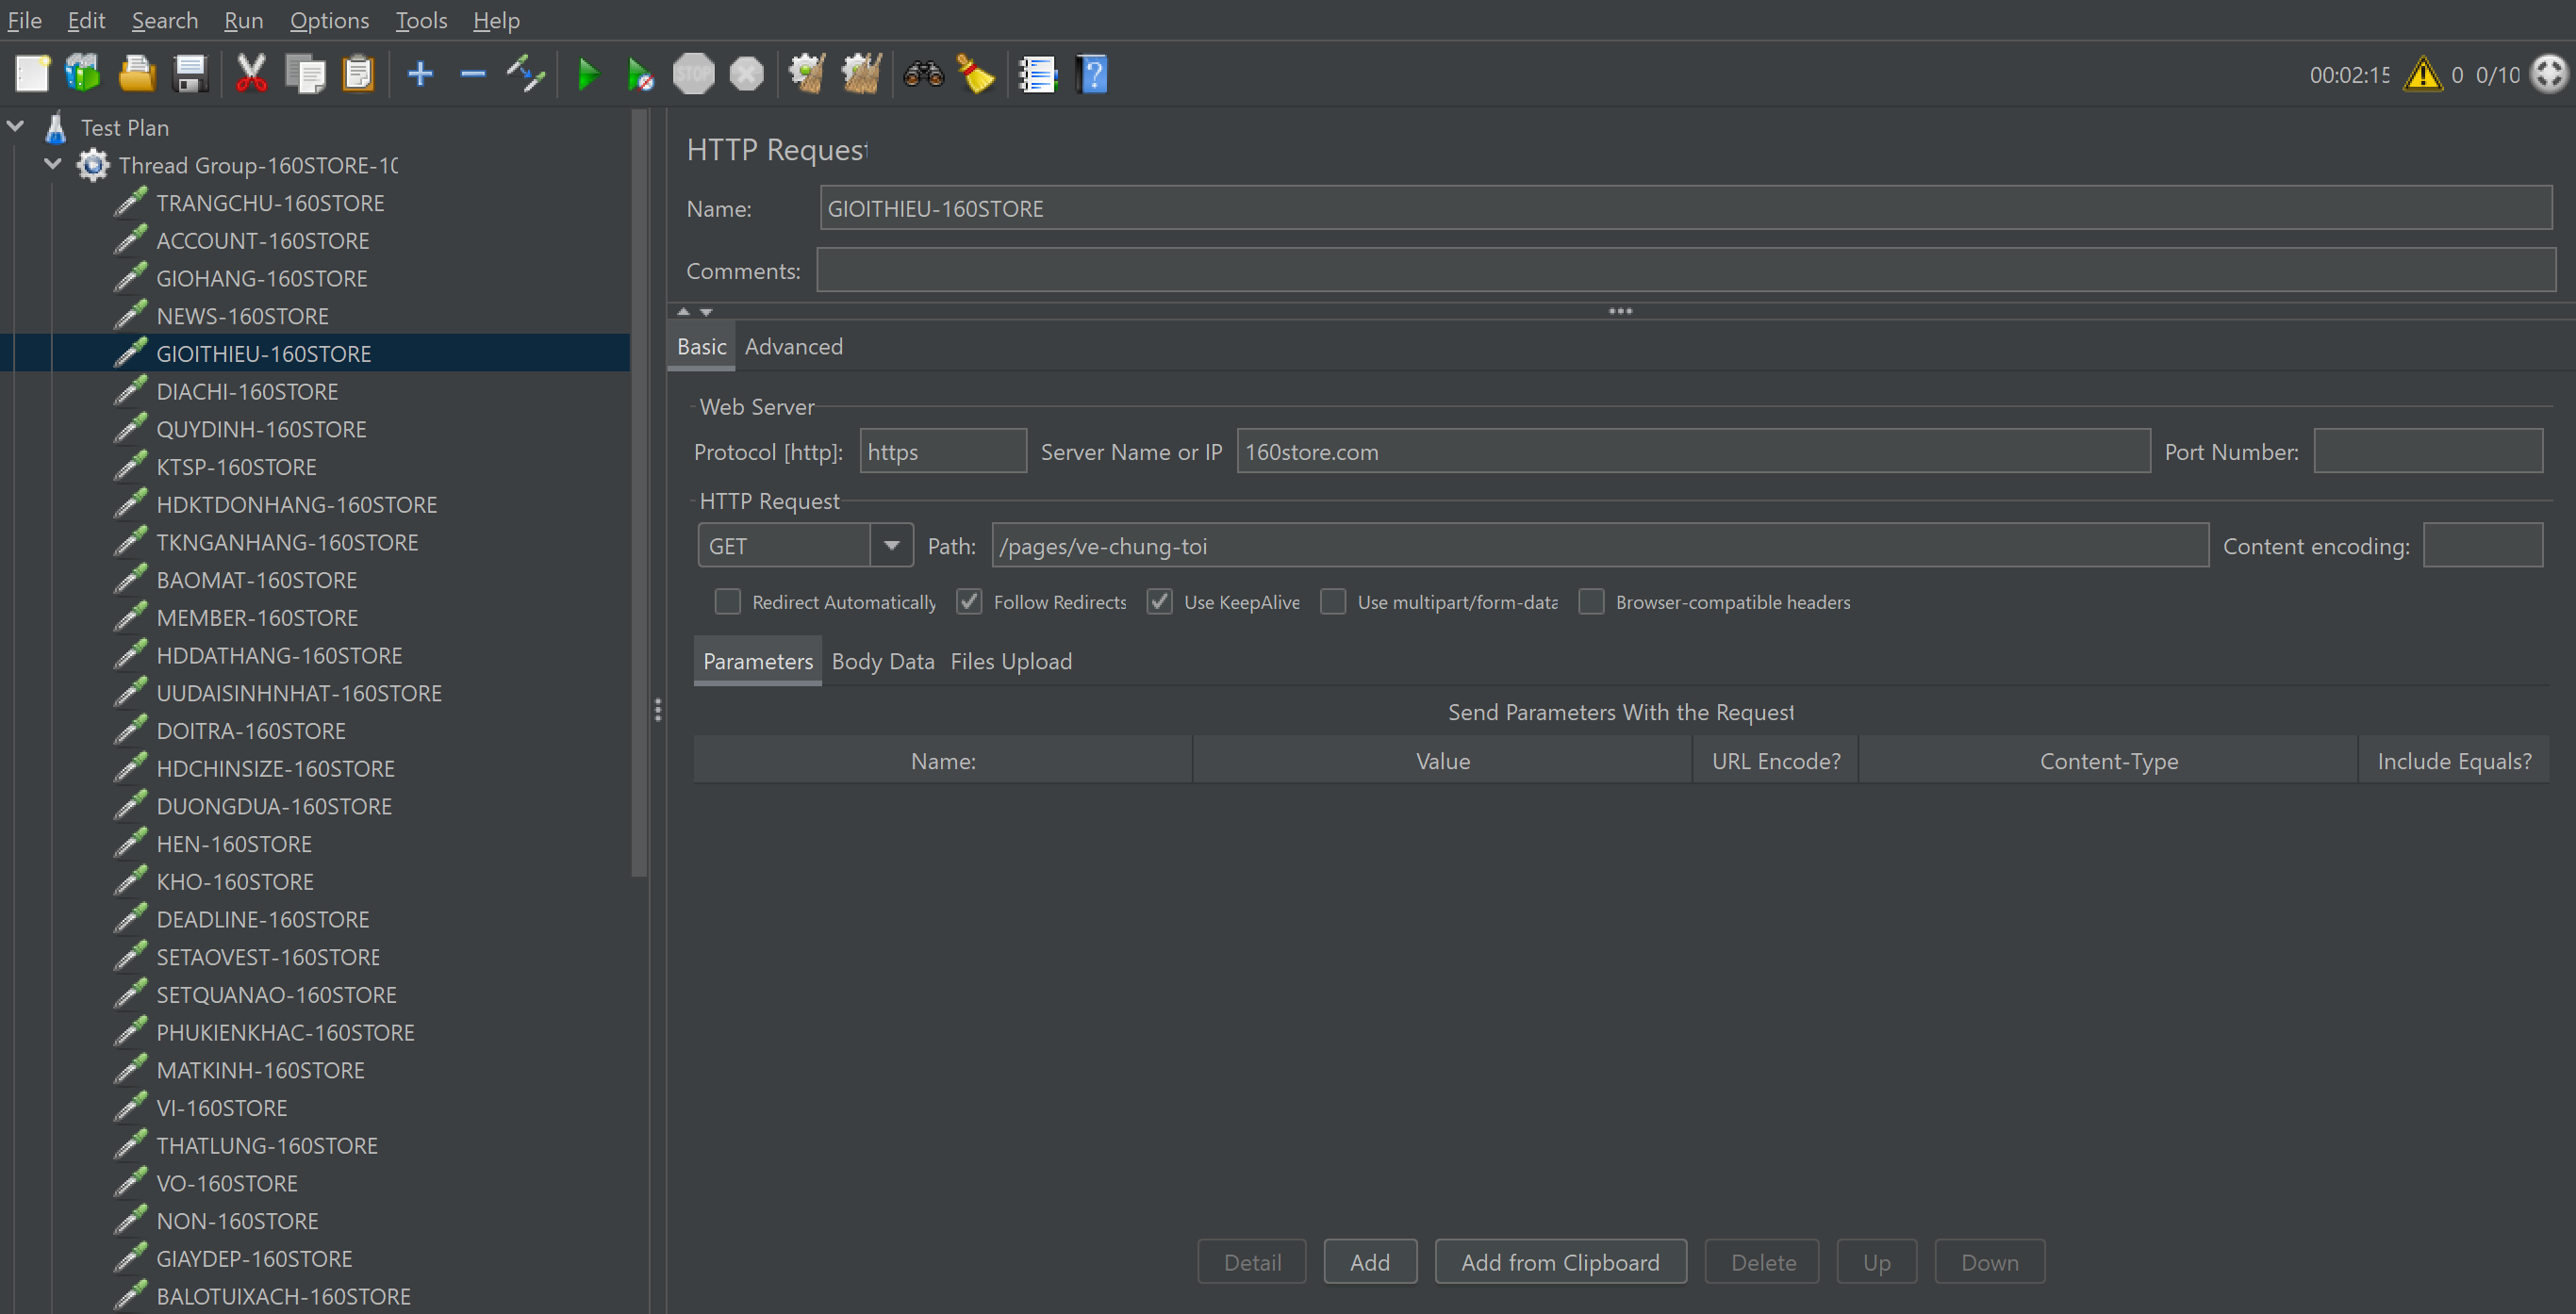 File Edit Search Run Options Tools Help
STOP
00:02:15 0 0/10
Test Plan
Thread Group-160STORE-10
TRANGCHU-160STORE
ACCOUNT-160STORE
GIOHANG-160STORE
NEWS-160STORE
GIOITHIEU-160STORE
DIACHI-160STORE
QUYDINH-160STORE
KTSP-160STORE
HDKTDONHANG-160STORE
TKNGANHANG-160STORE
BAOMAT-160STORE
MEMBER-160STORE
HDDATHANG-160STORE
UUDAISINHNHAT-160STORE
DOITRA-160STORE
HDCHINSIZE-160STORE
DUONGDUA-160STORE
HEN-160STORE
KHO-160STORE
DEADLINE-160STORE
SETAOVEST-160STORE
SETQUANAO-160STORE
PHUKIENKHAC-160STORE
MATKINH-160STORE
VI-160STORE
THATLUNG-160STORE
VO-160STORE
NON-160STORE
GIAYDEP-160STORE
BALOTUIXACH-160STORE
HTTP Request
Name: GIOITHIEU-160STORE
Comments:
Basic Advanced
Web Server
Protocol [http]: https Server Name or IP 160store.com Port Number:
HTTP Request
GET Path: /pages/ve-chung-toi Content encoding:
Redirect Automatically Follow Redirects Use KeepAlive Use multipart/form-data Browser-compatible headers
Parameters Body Data Files Upload
Send Parameters With the Request
Name: Value URL Encode? Content-Type Include Equals?
Detail Add Add from Clipboard Delete Up Down